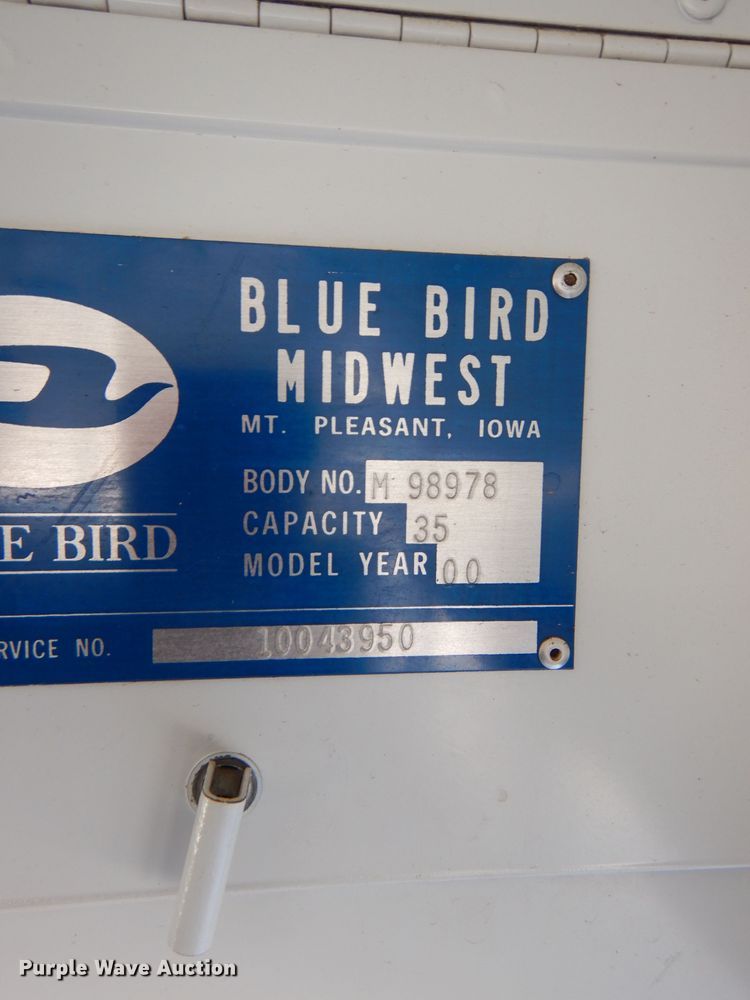 BLUE BIRD
MIDWEST
MT. PLEASANT, IOWA
BODY NO. M 98978
CAPACITY 35
MODEL YEAR 00
E BIRD
RVICE NO. 10043950
Purple Wave Auction